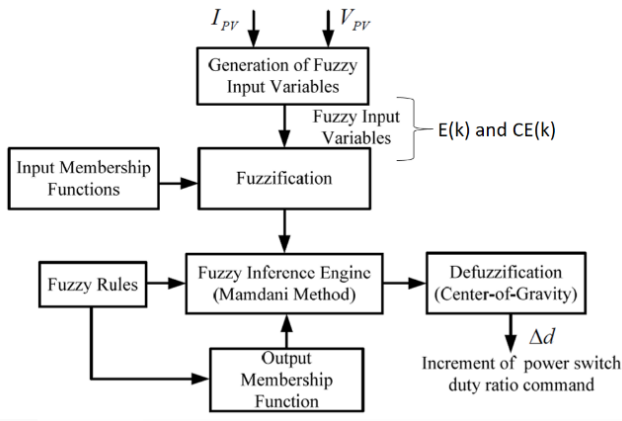 I_PV V_PV
Generation of Fuzzy
Input Variables
Fuzzy Input
Variables
E(k) and CE(k)
Input Membership
Functions
Fuzzification
Fuzzy Rules
Fuzzy Inference Engine
(Mamdani Method)
Defuzzification
(Center-of-Gravity)
Output
Membership
Function
Δd
Increment of power switch
duty ratio command